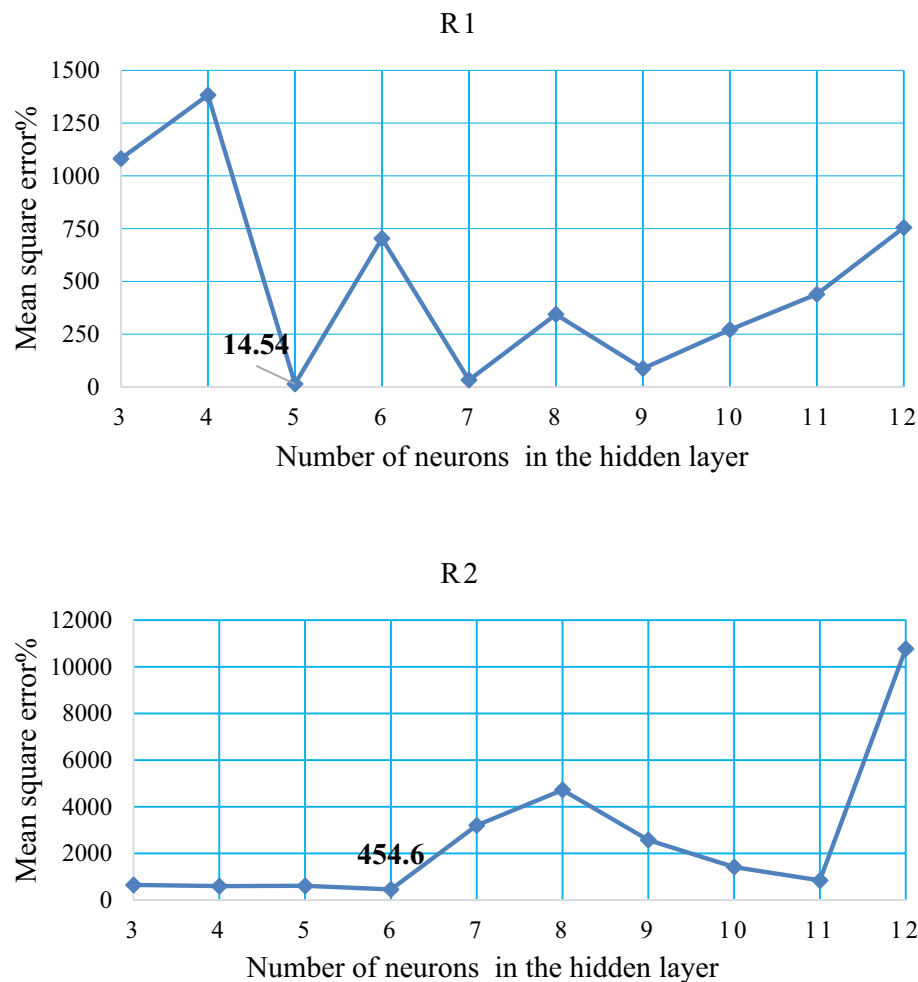 R1
1500
1250
1000
750
500
250
0
Mean square error%
14.54
3 4 5 6 7 8 9 10 11 12
Number of neurons in the hidden layer
R2
12000
10000
8000
6000
4000
2000
0
Mean square error%
454.6
3 4 5 6 7 8 9 10 11 12
Number of neurons in the hidden layer